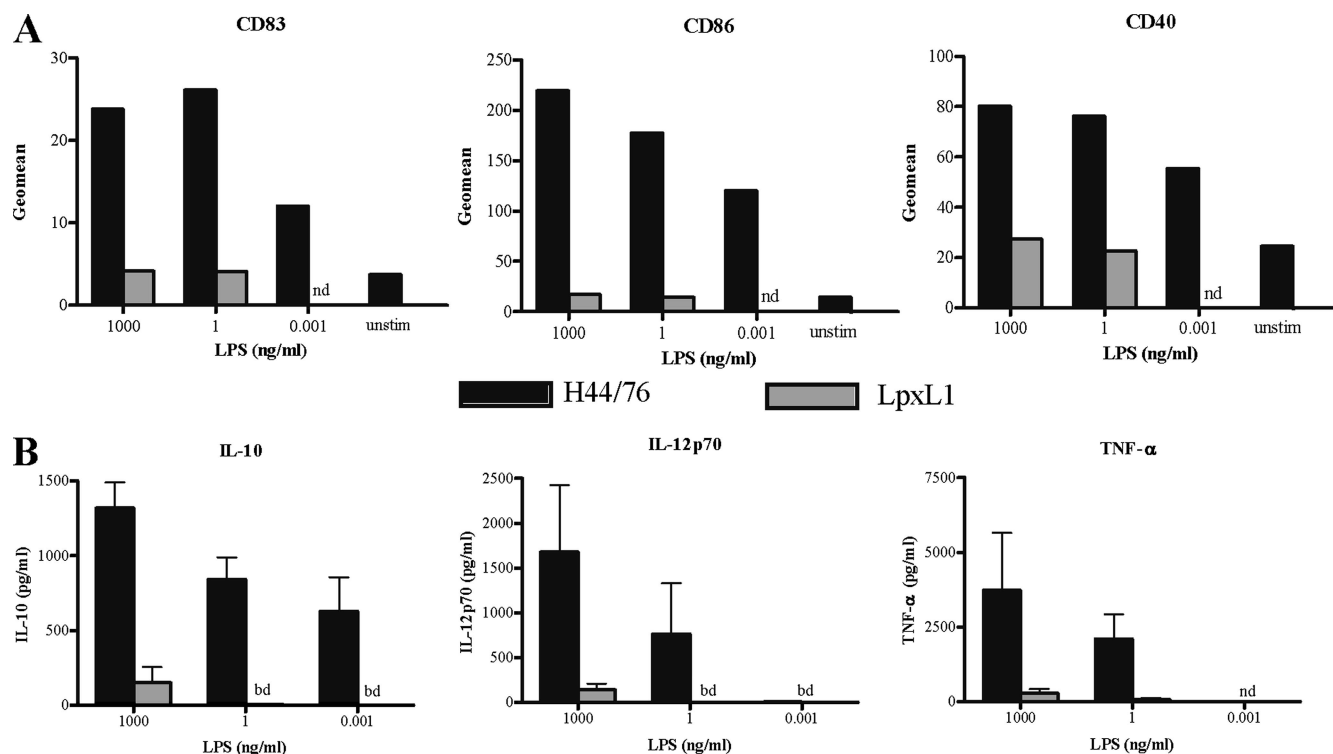 A
CD83
CD86
CD40
30
20
10
0
Geomean
1000
1
0.001
unstim
nd
LPS (ng/ml)
250
200
150
100
50
0
Geomean
1000
1
0.001
unstim
nd
LPS (ng/ml)
100
80
60
40
20
0
Geomean
1000
1
0.001
unstim
nd
LPS (ng/ml)
H44/76
LpxL1
B
IL-10
IL-12p70
TNF-α
1500
1000
500
0
IL-10 (pg/ml)
bd
bd
1000
1
0.001
LPS (ng/ml)
2500
2000
1500
1000
500
0
IL-12p70 (pg/ml)
bd
bd
1000
1
0.001
LPS (ng/ml)
7500
5000
2500
0
TNF-α (pg/ml)
nd
1000
1
0.001
LPS (ng/ml)